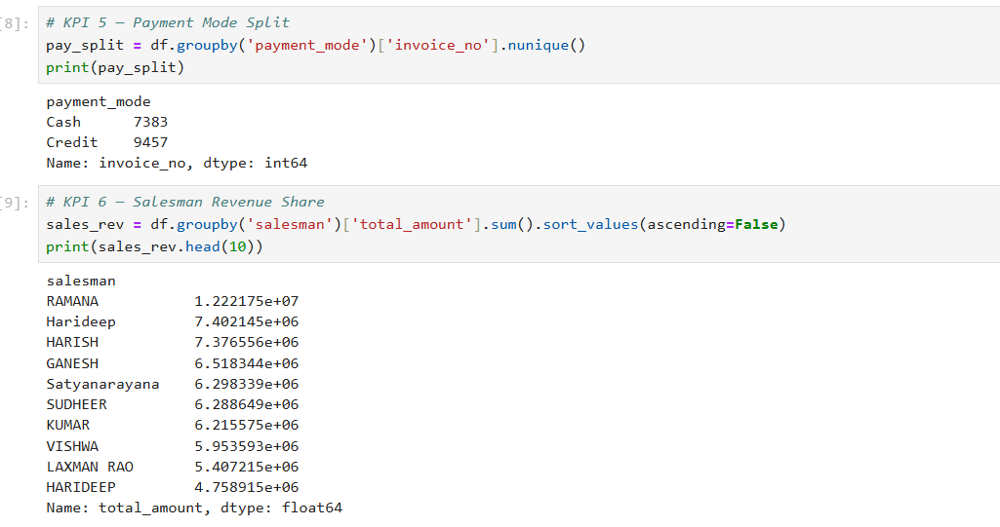 [8]:
# KPI 5 — Payment Mode Split
pay_split = df.groupby('payment_mode')['invoice_no'].nunique()
print(pay_split)
payment_mode
Cash      7383
Credit    9457
Name: invoice_no, dtype: int64
[9]:
# KPI 6 — Salesman Revenue Share
sales_rev = df.groupby('salesman')['total_amount'].sum().sort_values(ascending=False)
print(sales_rev.head(10))
salesman
RAMANA           1.222175e+07
Harideep         7.402145e+06
HARISH           7.376556e+06
GANESH           6.518344e+06
Satyanarayana    6.298339e+06
SUDHEER          6.288649e+06
KUMAR            6.215575e+06
VISHWA           5.953593e+06
LAXMAN RAO       5.407215e+06
HARIDEEP         4.758915e+06
Name: total_amount, dtype: float64